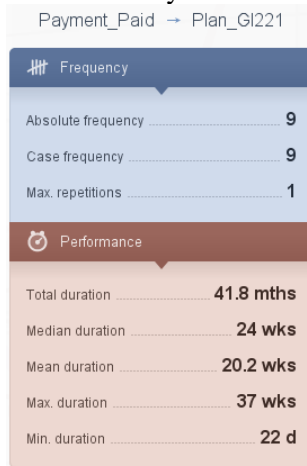 Payment_Paid → Plan_GI221
Frequency
Absolute frequency 9
Case frequency 9
Max. repetitions 1
Performance
Total duration 41.8 mths
Median duration 24 wks
Mean duration 20.2 wks
Max. duration 37 wks
Min. duration 22 d